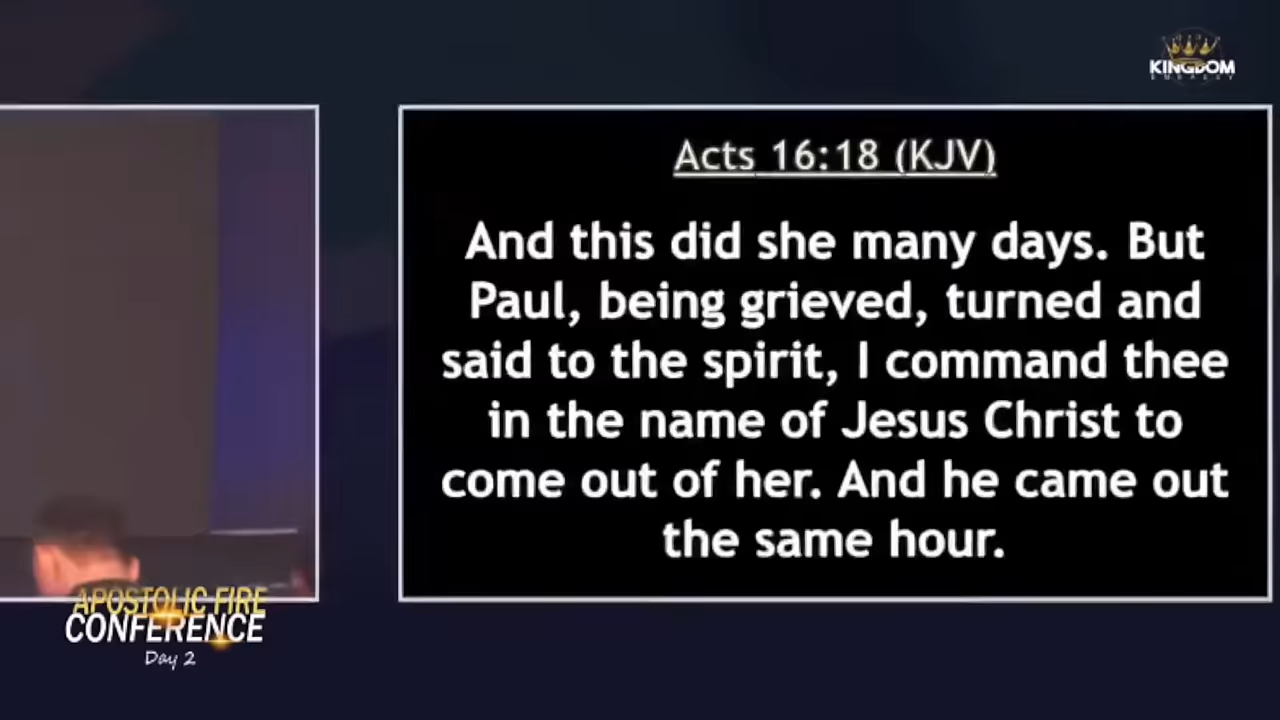 KINGDOM
Acts 16:18 (KJV)
And this did she many days. But
Paul, being grieved, turned and
said to the spirit, I command thee
in the name of Jesus Christ to
come out of her. And he came out
the same hour.
APOSTOLIC FIRE
CONFERENCE
Day 2